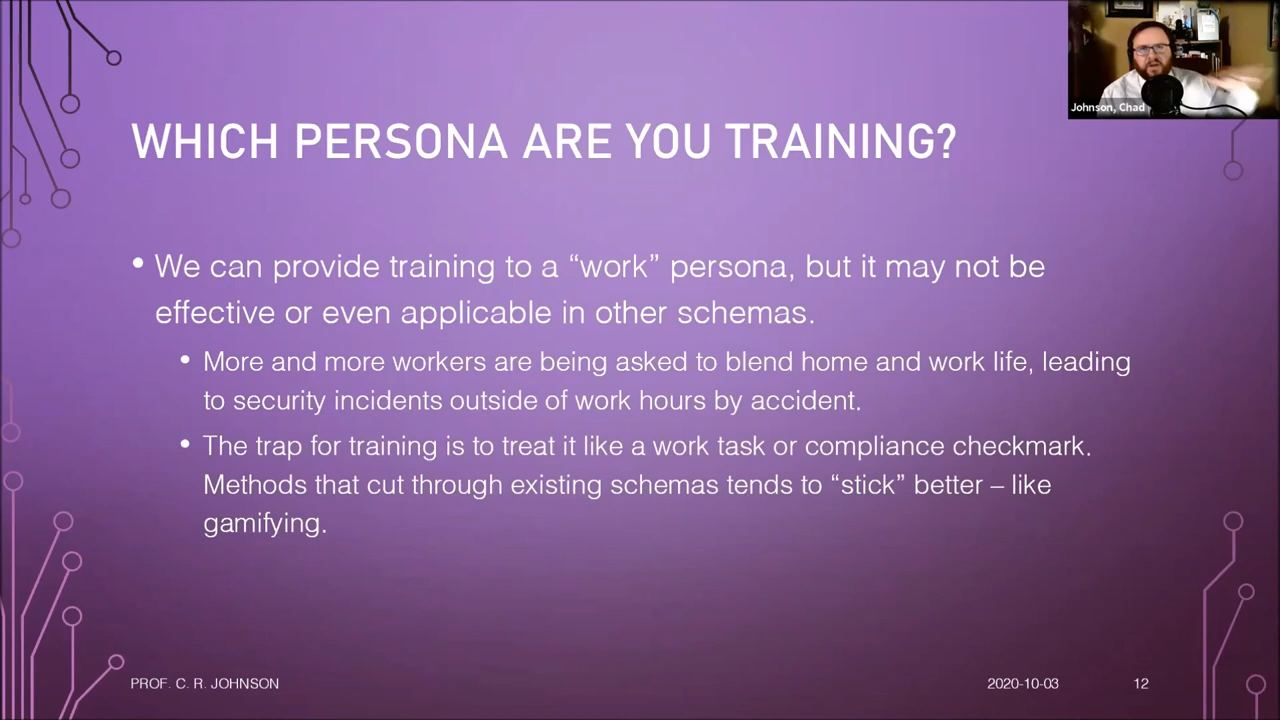 Johnson, Chad
WHICH PERSONA ARE YOU TRAINING?
• We can provide training to a “work” persona, but it may not be
effective or even applicable in other schemas.
• More and more workers are being asked to blend home and work life, leading
to security incidents outside of work hours by accident.
• The trap for training is to treat it like a work task or compliance checkmark.
Methods that cut through existing schemas tends to “stick” better – like
gamifying.
PROF. C. R. JOHNSON 2020-10-03 12